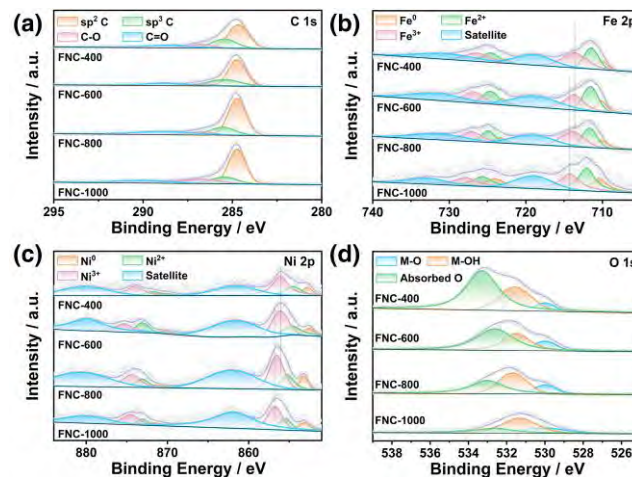 (a)
sp² C
sp³ C
C 1s
C-O
C=O
FNC-400
FNC-600
FNC-800
FNC-1000
Intensity / a.u.
295 290 285 280
Binding Energy / eV
(b)
Fe⁰
Fe²⁺
Fe 2p
Fe³⁺
Satellite
FNC-400
FNC-600
FNC-800
FNC-1000
Intensity / a.u.
740 730 720 710
Binding Energy / eV
(c)
Ni⁰
Ni²⁺
Ni 2p
Ni³⁺
Satellite
FNC-400
FNC-600
FNC-800
FNC-1000
Intensity / a.u.
880 870 860
Binding Energy / eV
(d)
M-O
M-OH
O 1s
Absorbed O
FNC-400
FNC-600
FNC-800
FNC-1000
Intensity / a.u.
538 536 534 532 530 528 526
Binding Energy / eV